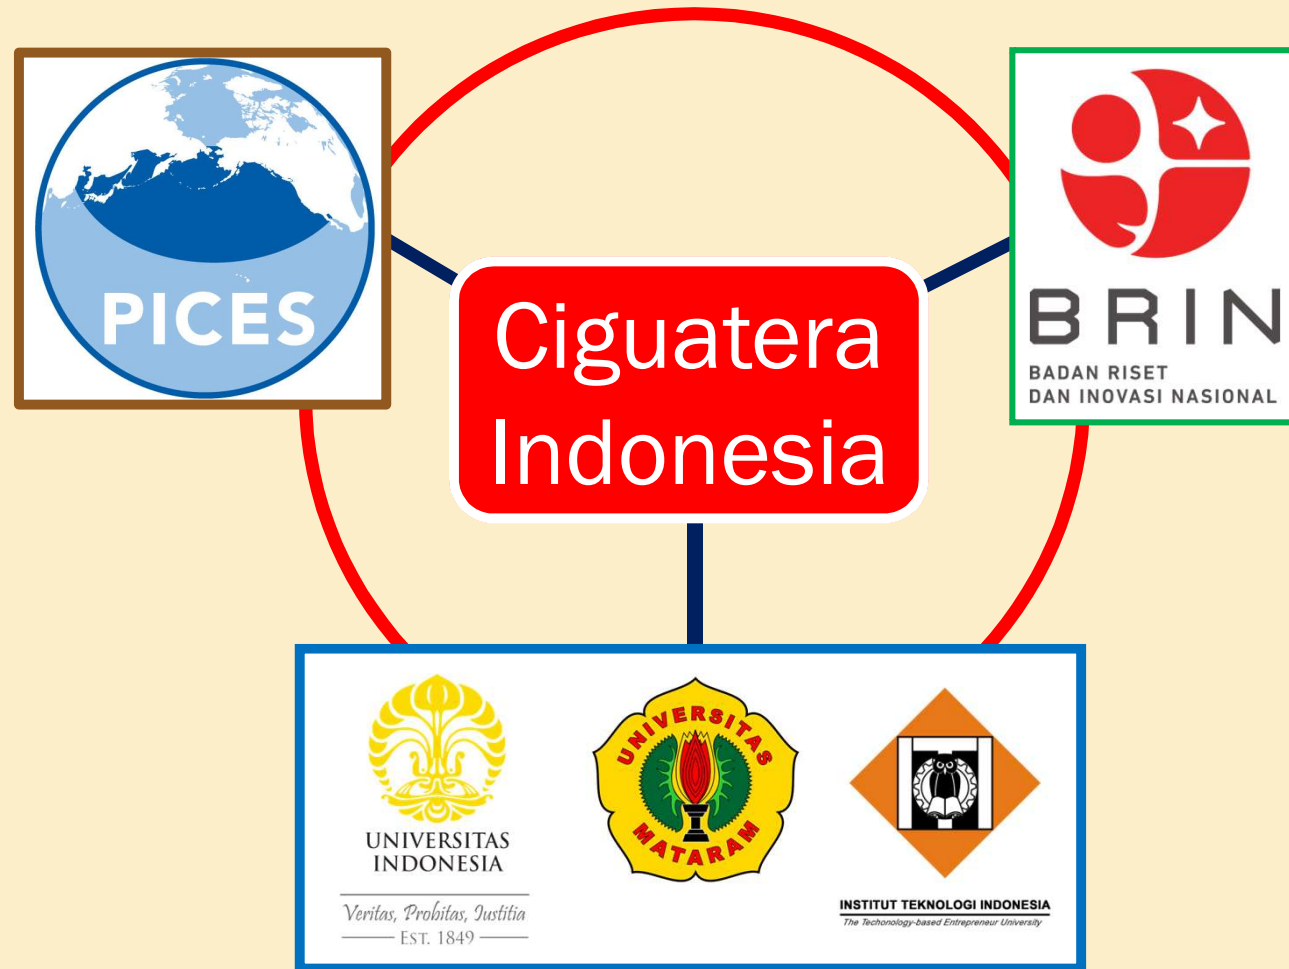 PICES
BRIN
BADAN RISET
DAN INOVASI NASIONAL
Ciguatera
Indonesia
UNIVERSITAS
INDONESIA
Veritas, Probitas, Justitia
EST. 1849
UNIVERSITAS
MATARAM
INSTITUT TEKNOLOGI INDONESIA
The Techonology-based Entrepreneur University